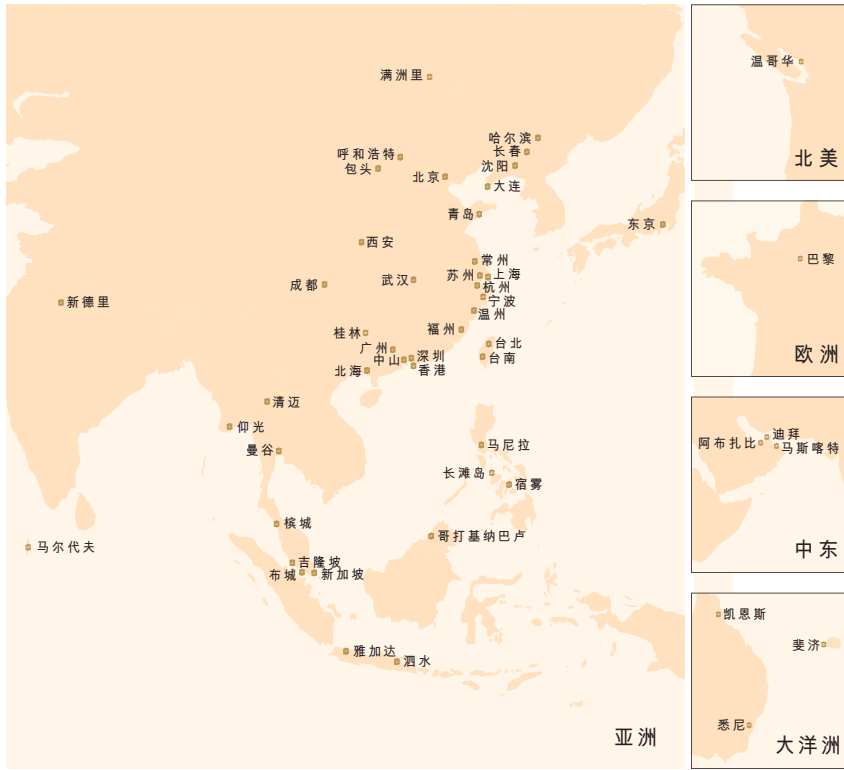 满洲里
哈尔滨
长春
呼和浩特
沈阳
包头
北京
大连
青岛
东京
西安
常州
苏州
上海
武汉
成都
杭州
宁波
新德里
温州
福州
桂林
台北
广州
深圳
台南
中山
香港
北海
清迈
仰光
马尼拉
曼谷
长滩岛
宿雾
槟城
哥打基纳巴卢
马尔代夫
吉隆坡
布城
新加坡
雅加达
泗水
亚洲
温哥华
北美
巴黎
欧洲
迪拜
阿布扎比
马斯喀特
中东
凯恩斯
斐济
悉尼
大洋洲